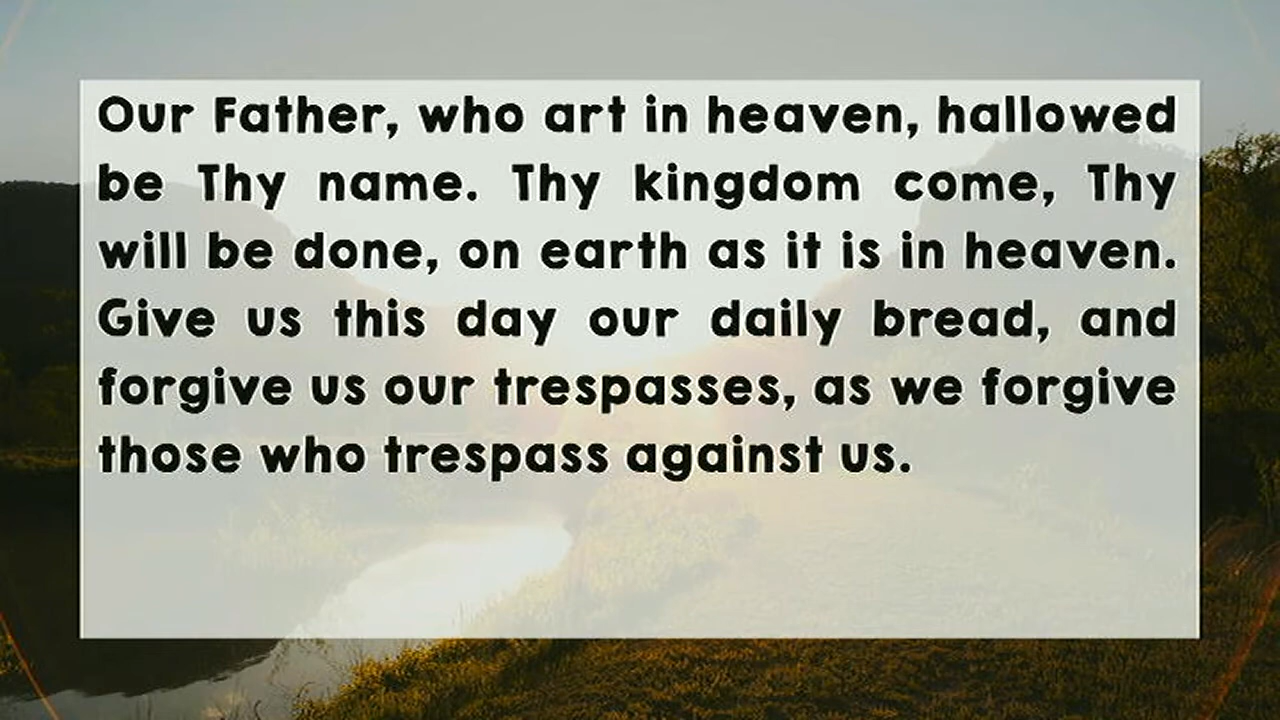 Our Father, who art in heaven, hallowed
be Thy name. Thy kingdom come, Thy
will be done, on earth as it is in heaven.
Give us this day our daily bread, and
forgive us our trespasses, as we forgive
those who trespass against us.